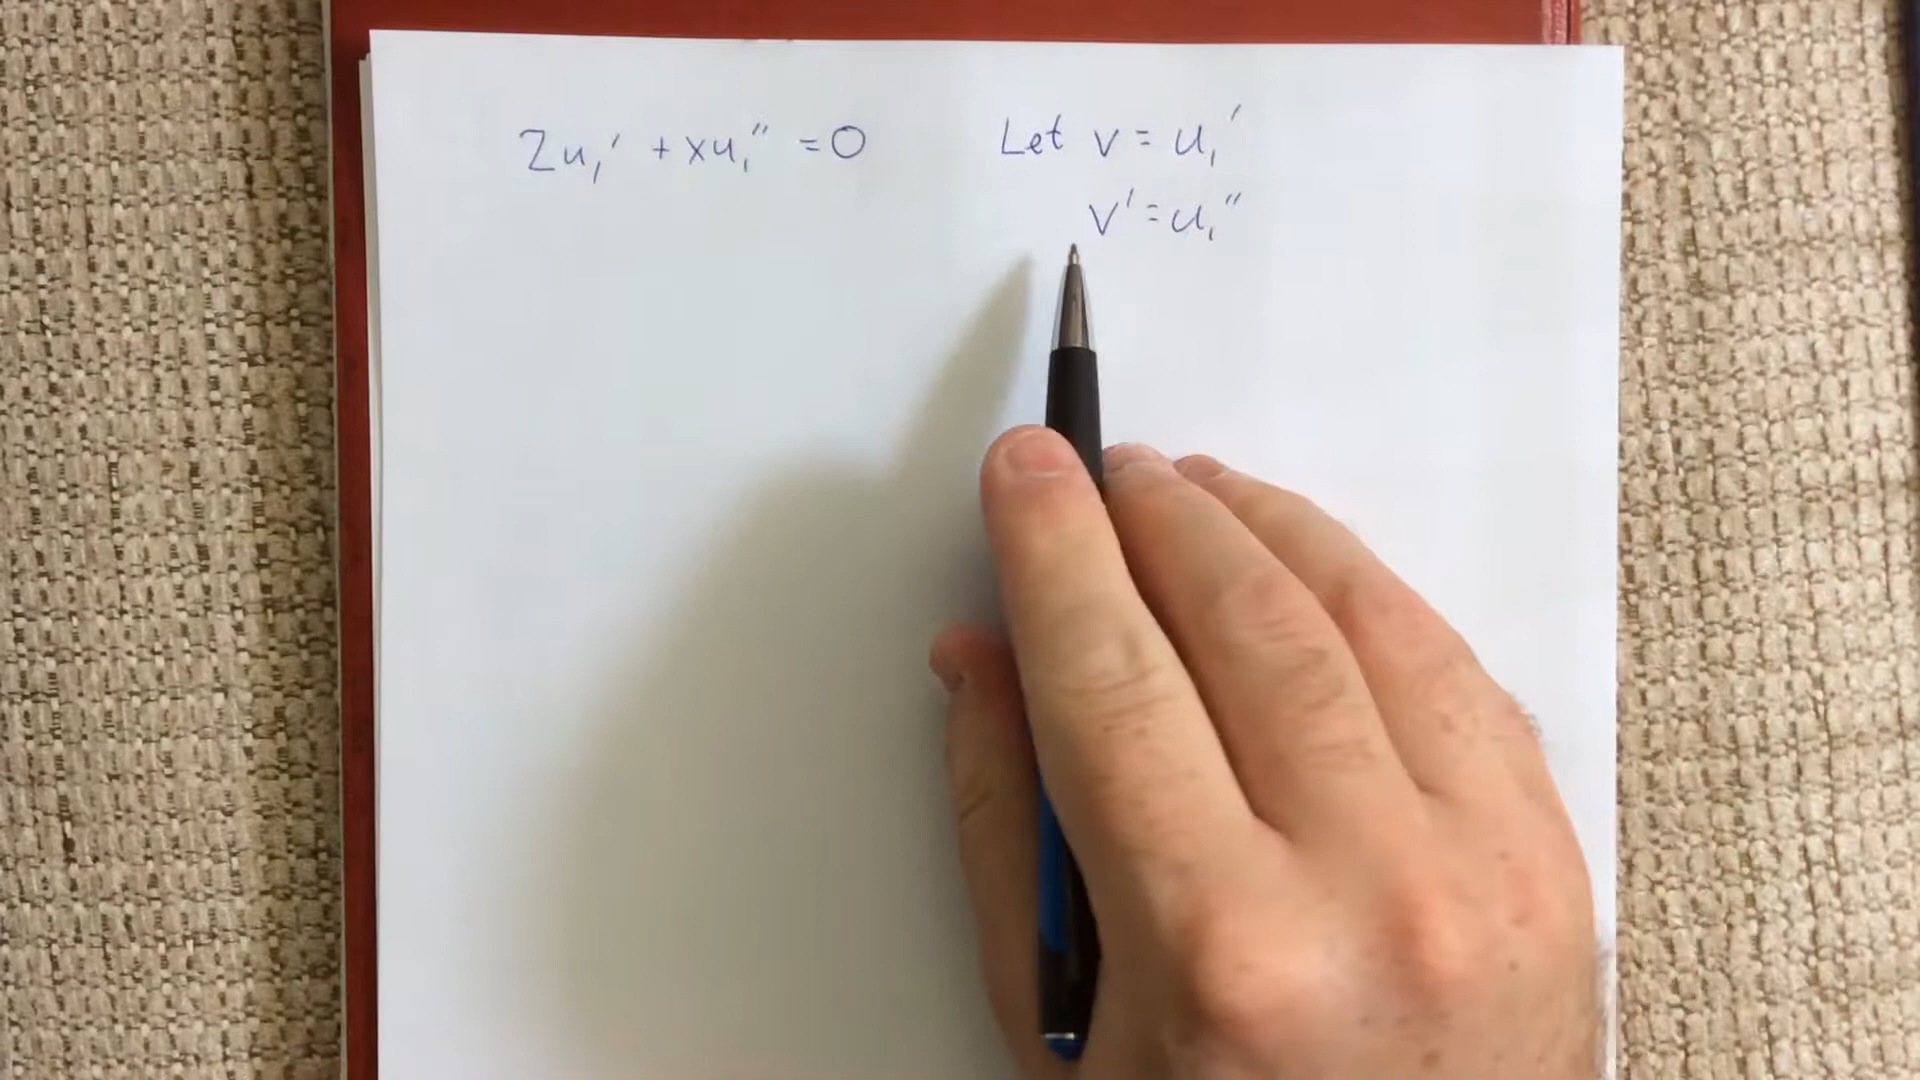 2u₁' + xu₁'' = 0
Let v = u₁'
v' = u₁''